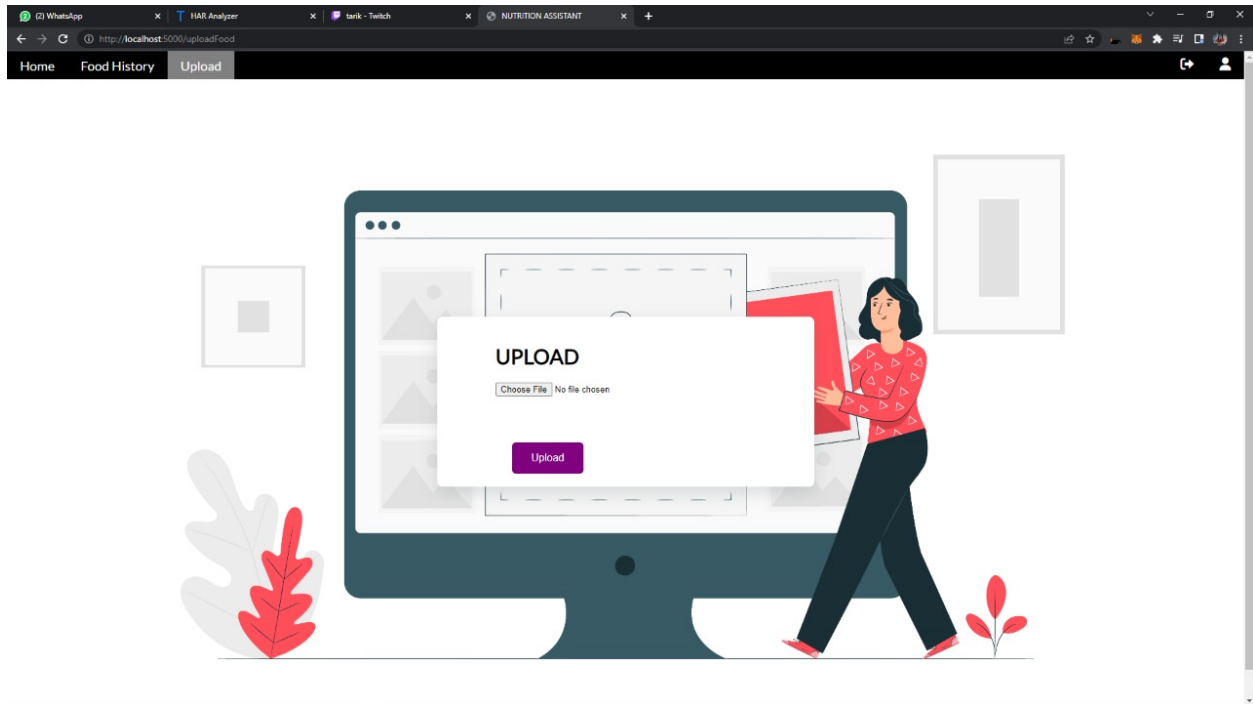 (2) WhatsApp
HAR Analyzer
tarik - Twitch
NUTRITION ASSISTANT
http://localhost:5000/uploadFood
Home Food History Upload
UPLOAD
Choose File No file chosen
Upload